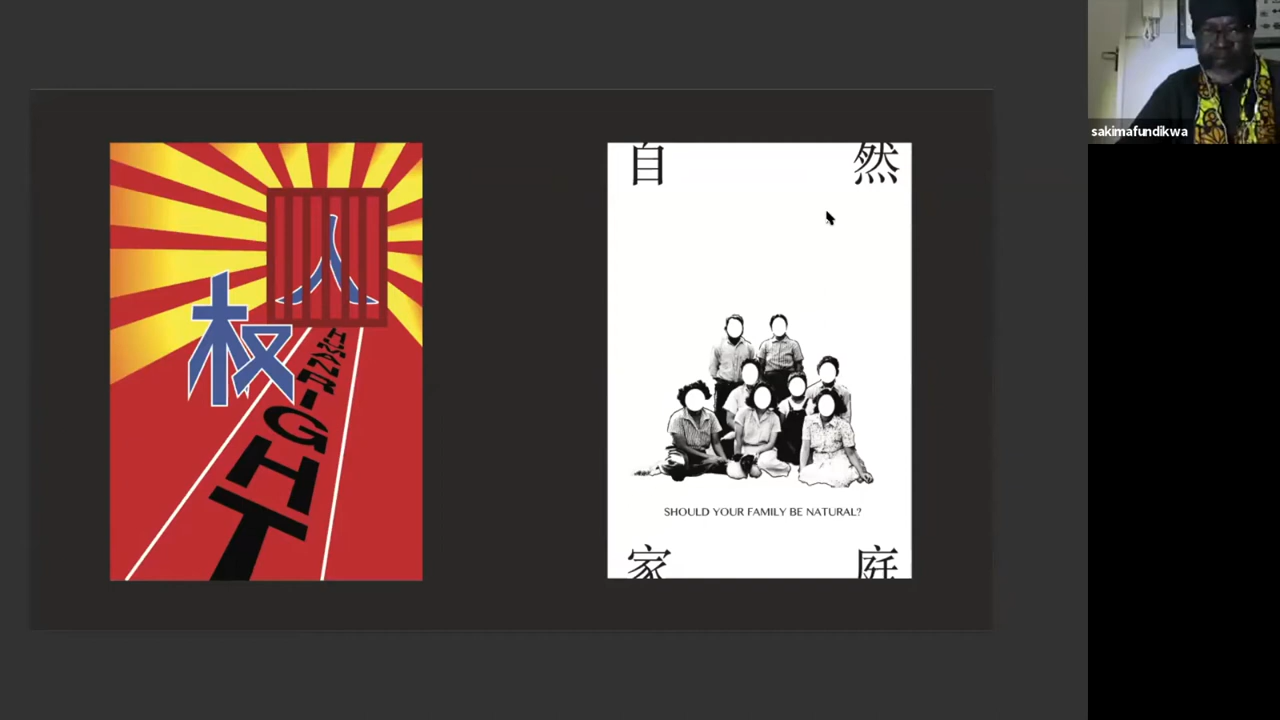 人权
HUMAN RIGHT
自 然
SHOULD YOUR FAMILY BE NATURAL?
家 庭
sakimafundikwa